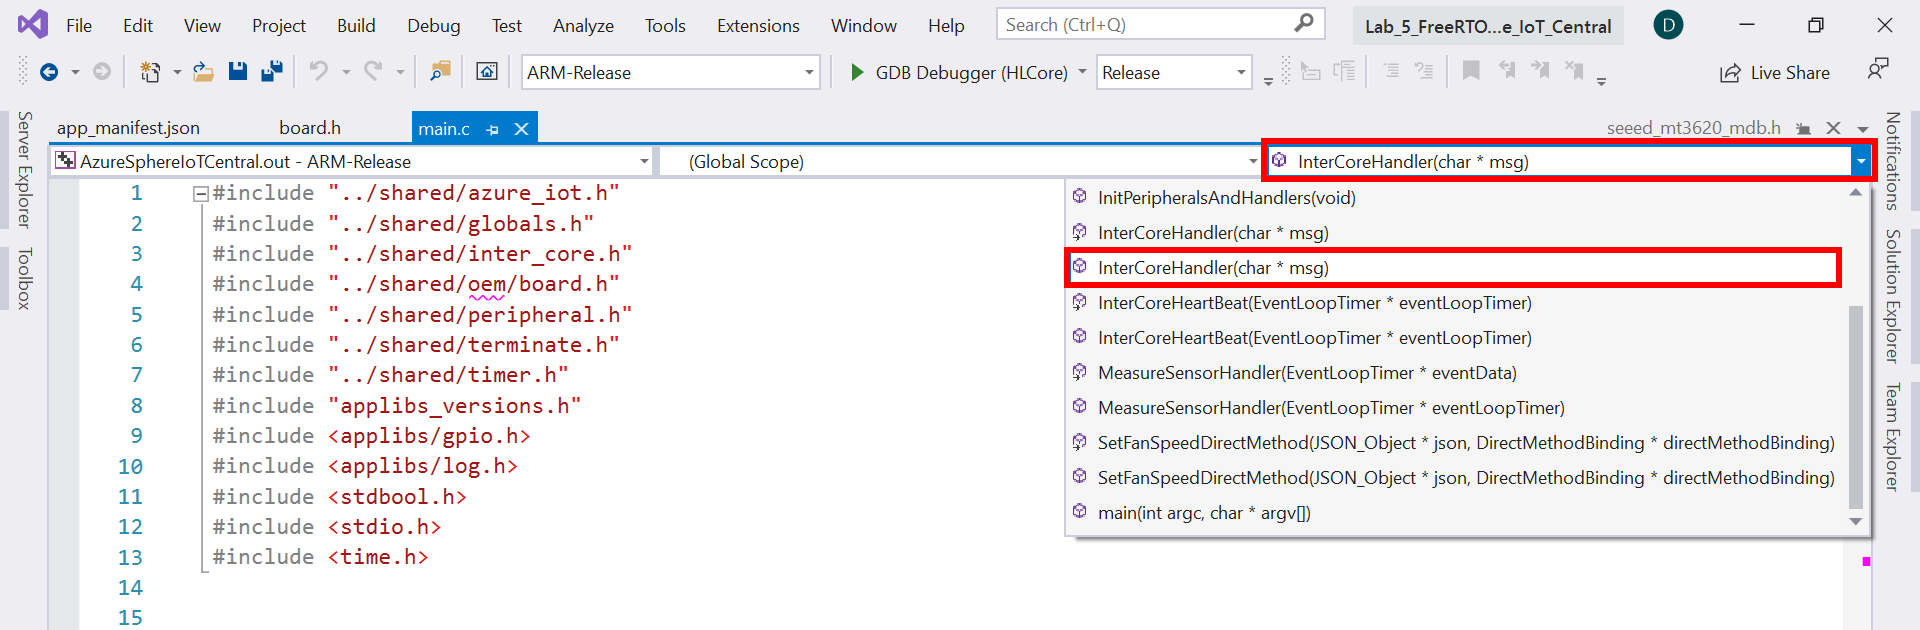 File Edit View Project Build Debug Test Analyze Tools Extensions Window Help Search (Ctrl+Q) Lab_5_FreeRTO...e_IoT_Central D
ARM-Release GDB Debugger (HLCore) Release Live Share
Server Explorer
Toolbox
app_manifest.json board.h main.c seeed_mt3620_mdb.h
AzureSphereIoTCentral.out - ARM-Release (Global Scope) InterCoreHandler(char * msg)
1 #include "../shared/azure_iot.h"
2 #include "../shared/globals.h"
3 #include "../shared/inter_core.h"
4 #include "../shared/oem/board.h"
5 #include "../shared/peripheral.h"
6 #include "../shared/terminate.h"
7 #include "../shared/timer.h"
8 #include "applibs_versions.h"
9 #include <applibs/gpio.h>
10 #include <applibs/log.h>
11 #include <stdbool.h>
12 #include <stdio.h>
13 #include <time.h>
14
15
InitPeripheralsAndHandlers(void)
InterCoreHandler(char * msg)
InterCoreHandler(char * msg)
InterCoreHeartBeat(EventLoopTimer * eventLoopTimer)
InterCoreHeartBeat(EventLoopTimer * eventLoopTimer)
MeasureSensorHandler(EventLoopTimer * eventData)
MeasureSensorHandler(EventLoopTimer * eventLoopTimer)
SetFanSpeedDirectMethod(JSON_Object * json, DirectMethodBinding * directMethodBinding)
SetFanSpeedDirectMethod(JSON_Object * json, DirectMethodBinding * directMethodBinding)
main(int argc, char * argv[])
Notifications
Solution Explorer
Team Explorer